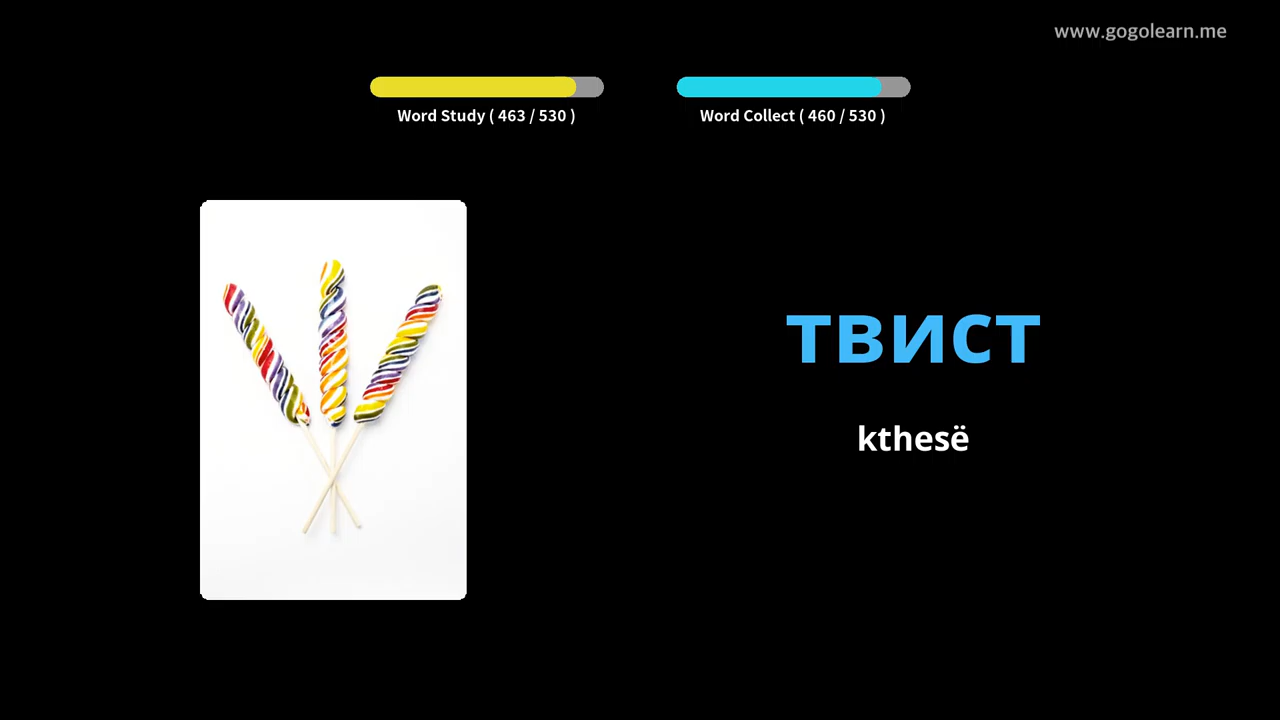 www.gogolearn.me
Word Study ( 463 / 530 )
Word Collect ( 460 / 530 )
твист
kthesë